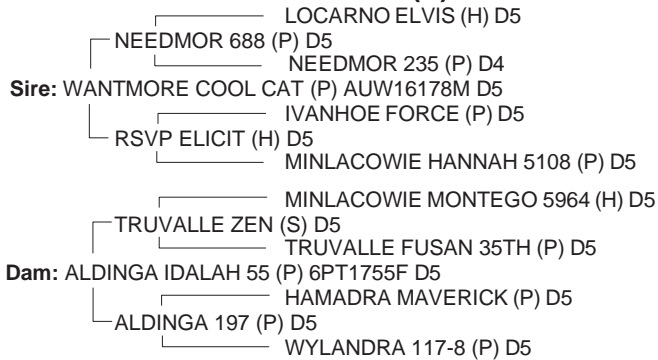 LOCARNO ELVIS (H) D5
NEEDMOR 688 (P) D5
NEEDMOR 235 (P) D4
Sire: WANTMORE COOL CAT (P) AUW16178M D5
IVANHOE FORCE (P) D5
RSVP ELICIT (H) D5
MINLACOWIE HANNAH 5108 (P) D5
MINLACOWIE MONTEGO 5964 (H) D5
TRUVALLE ZEN (S) D5
TRUVALLE FUSAN 35TH (P) D5
Dam: ALDINGA IDALAH 55 (P) 6PT1755F D5
HAMADRA MAVERICK (P) D5
ALDINGA 197 (P) D5
WYLANDRA 117-8 (P) D5